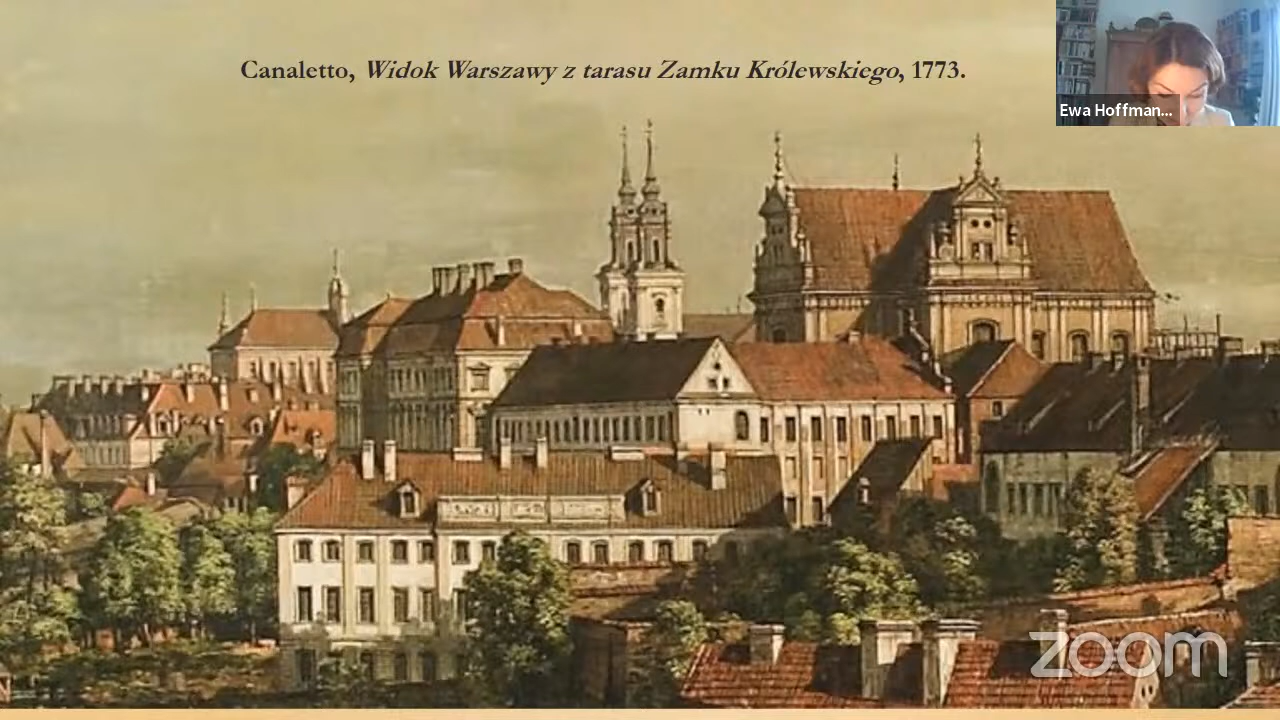 Canaletto, Widok Warszawy z tarasu Zamku Królewskiego, 1773.
Ewa Hoffman...
zoom